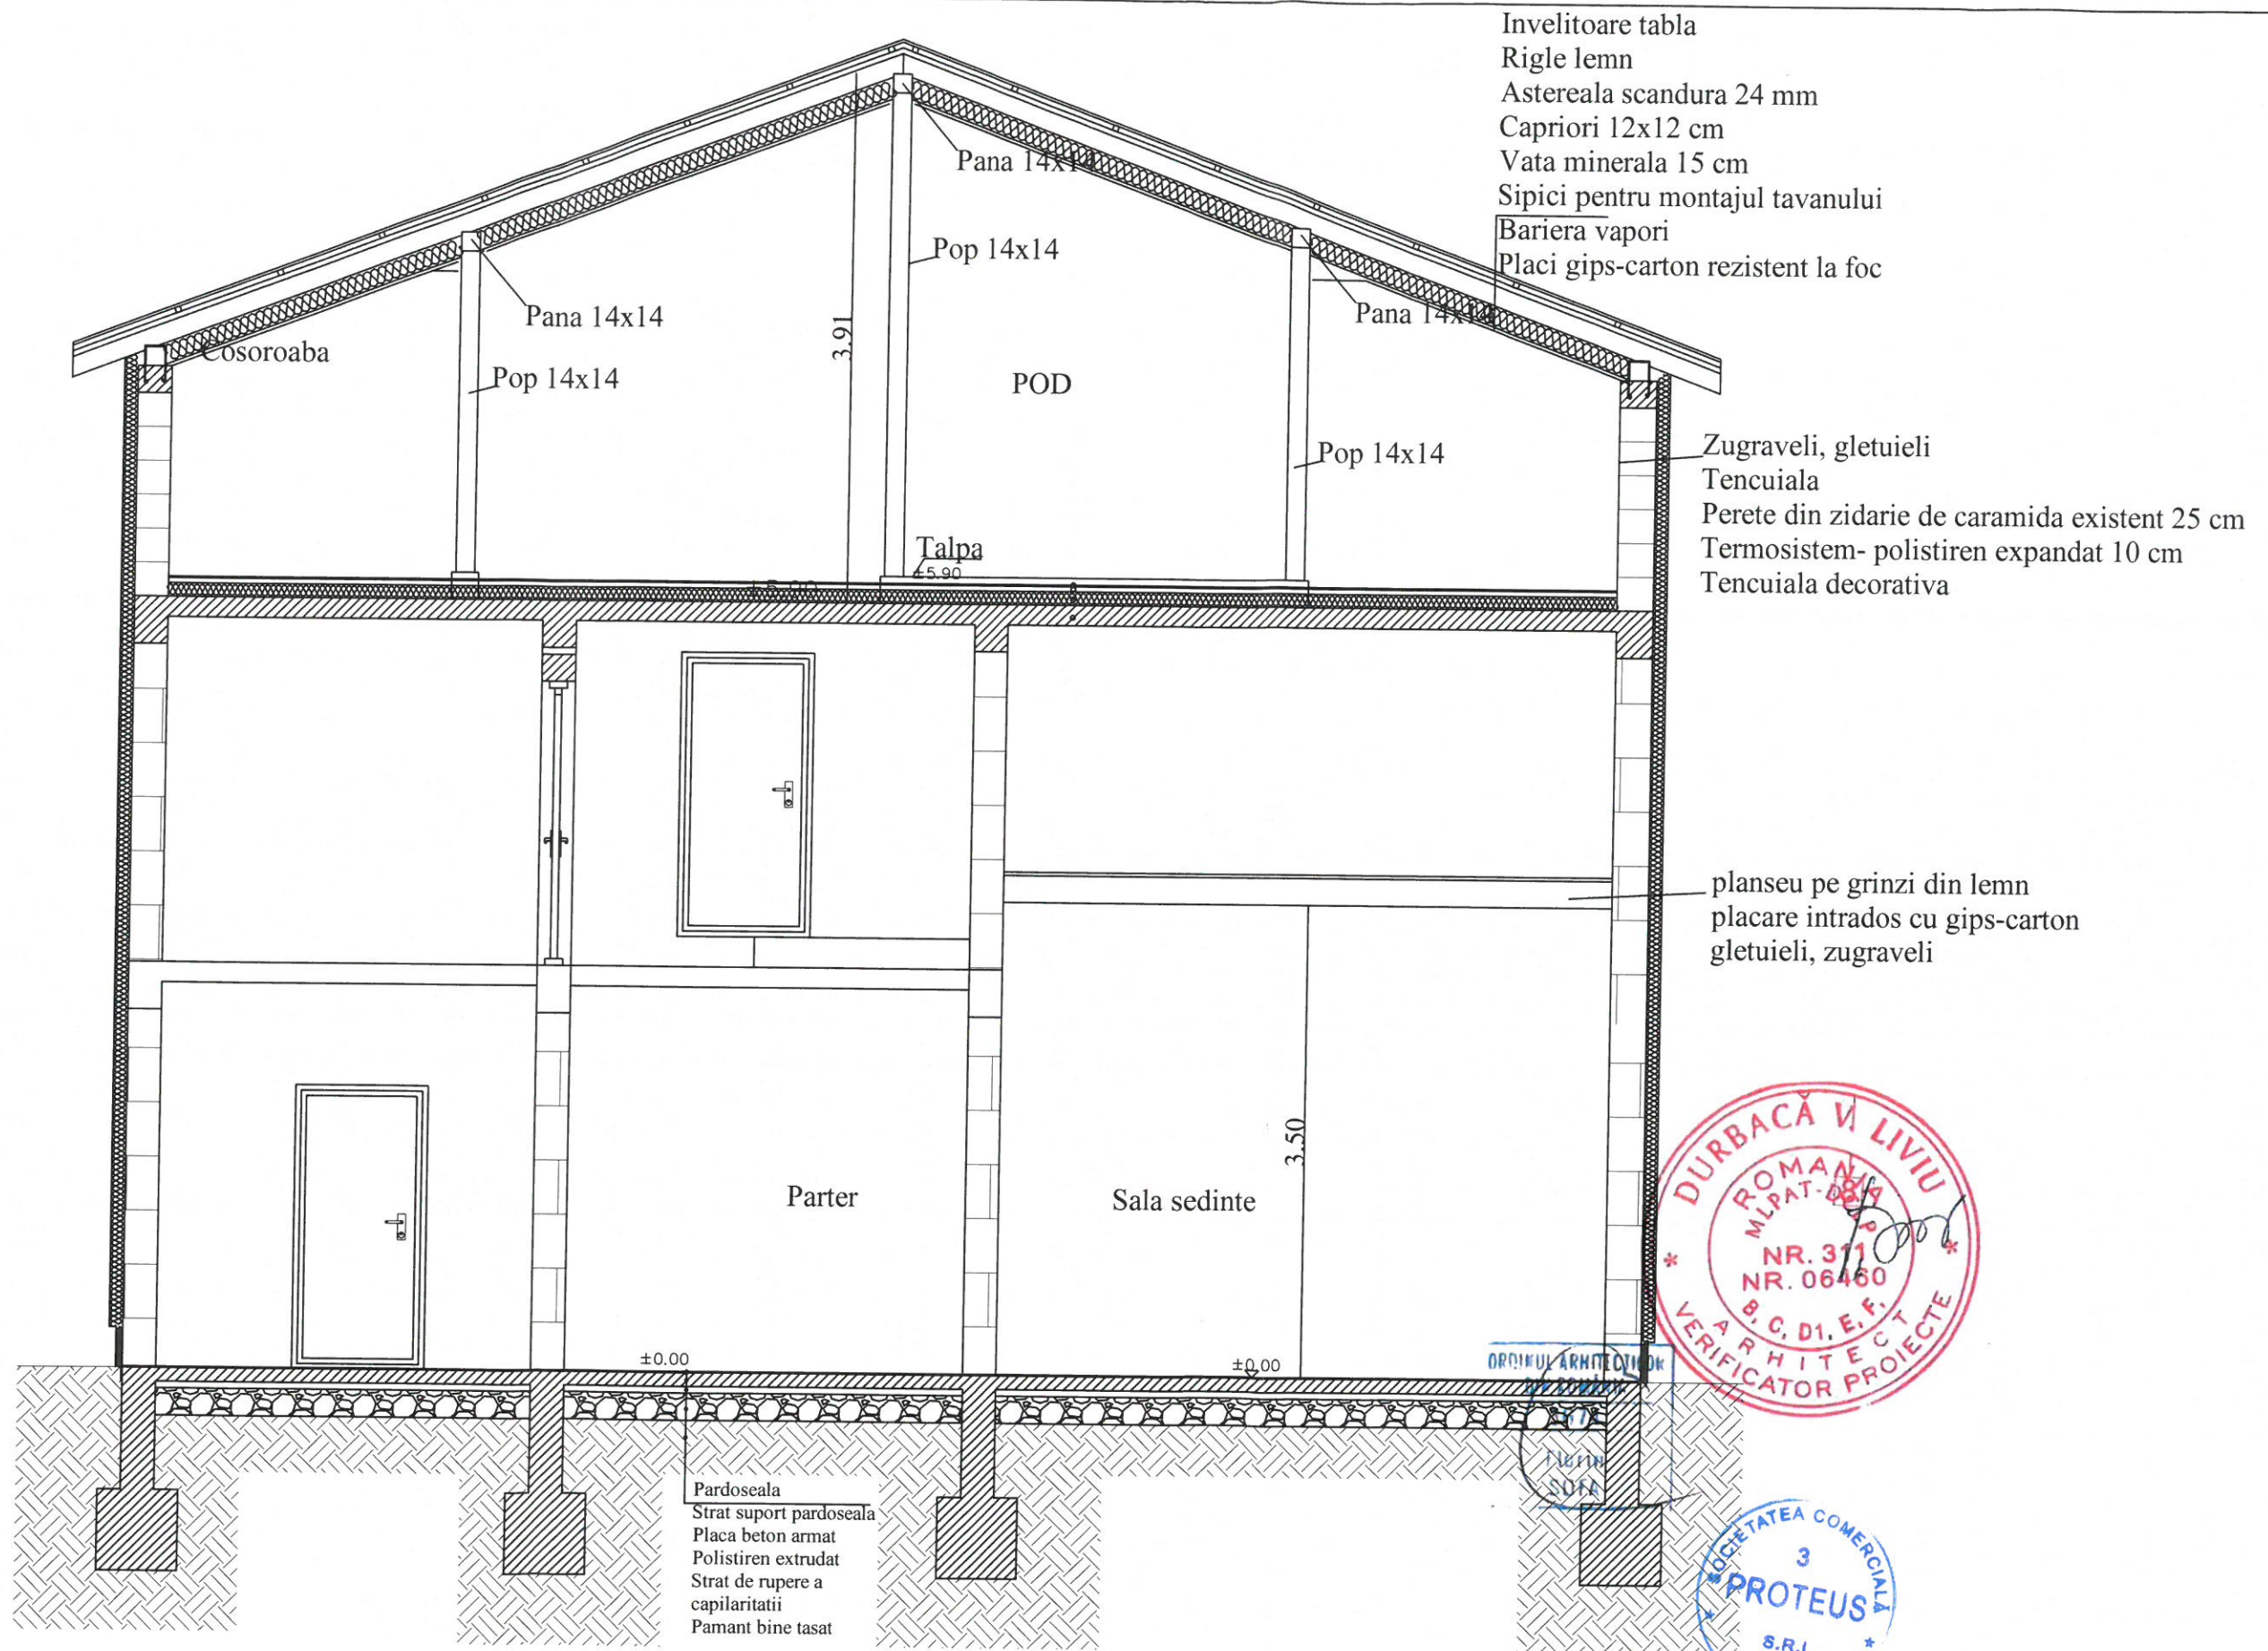 Invelitoare tabla
Rigle lemn
Astereala scandura 24 mm
Capriori 12x12 cm
Vata minerala 15 cm
Sipici pentru montajul tavanului
Bariera vapori
Placi gips-carton rezistent la foc
Pana 14x14
Pop 14x14
Pana 14x14
Pana 14x14
Cosoroaba
3.91
Pop 14x14
POD
Pop 14x14
Zugraveli, gletuieli
Tencuiala
Perete din zidarie de caramida existent 25 cm
Termosistem- polistiren expandat 10 cm
Tencuiala decorativa
Talpa
±5.90
planseu pe grinzi din lemn
placare intrados cu gips-carton
gletuieli, zugraveli
3.50
Parter
Sala sedinte
±0.00
±0.00
DURBACĂ V. LIVIU
ROMANIA
NR. 311
NR. 06460
B, C, D1, E, F,
ARHITECT
* VERIFICATOR PROIECTE *
ORDINUL ARHITECTILOR
DIN ROMÂNIA
Florin
SOFA
Pardoseala
Strat suport pardoseala
Placa beton armat
Polistiren extrudat
Strat de rupere a
capilaritatii
Pamant bine tasat
* SOCIETATEA COMERCIALĂ *
3
PROTEUS
S.R.L.